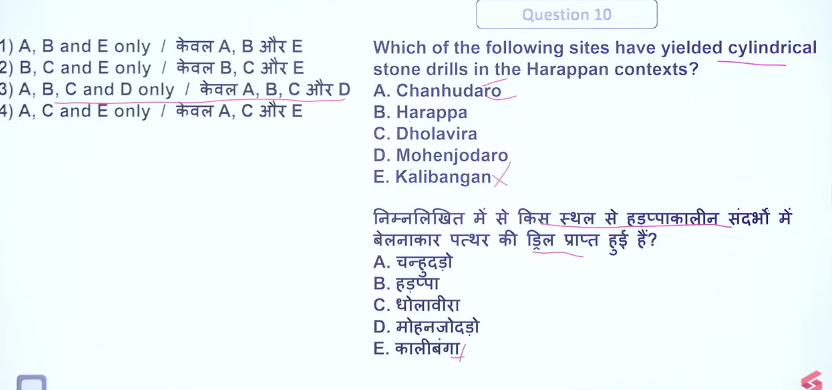 Question 10
1) A, B and E only / केवल A, B और E
2) B, C and E only / केवल B, C और E
3) A, B, C and D only / केवल A, B, C और D
4) A, C and E only / केवल A, C और E
Which of the following sites have yielded cylindrical
stone drills in the Harappan contexts?
A. Chanhudaro
B. Harappa
C. Dholavira
D. Mohenjodaro
E. Kalibangan
निम्नलिखित में से किस स्थल से हड़प्पाकालीन संदर्भों में
बेलनाकार पत्थर की ड्रिल प्राप्त हुई हैं?
A. चन्हुदड़ो
B. हड़प्पा
C. धोलावीरा
D. मोहनजोदड़ो
E. कालीबंगा